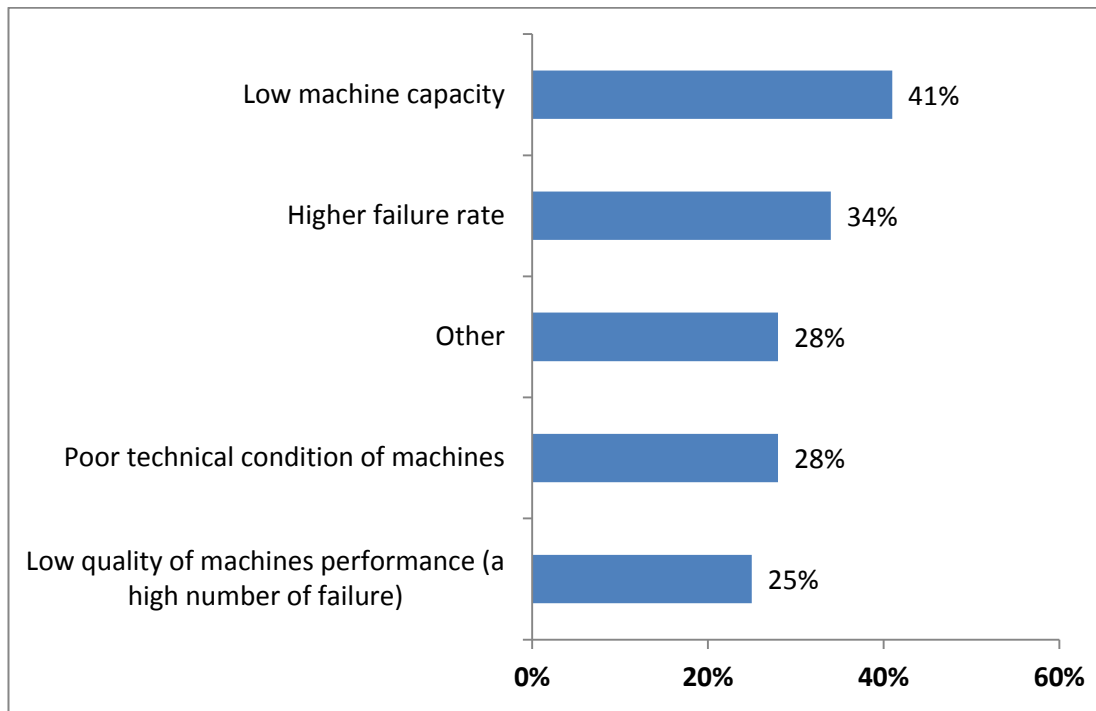 Low machine capacity
41%
Higher failure rate
34%
Other
28%
Poor technical condition of machines
28%
Low quality of machines performance (a
high number of failure)
25%
0%
20%
40%
60%